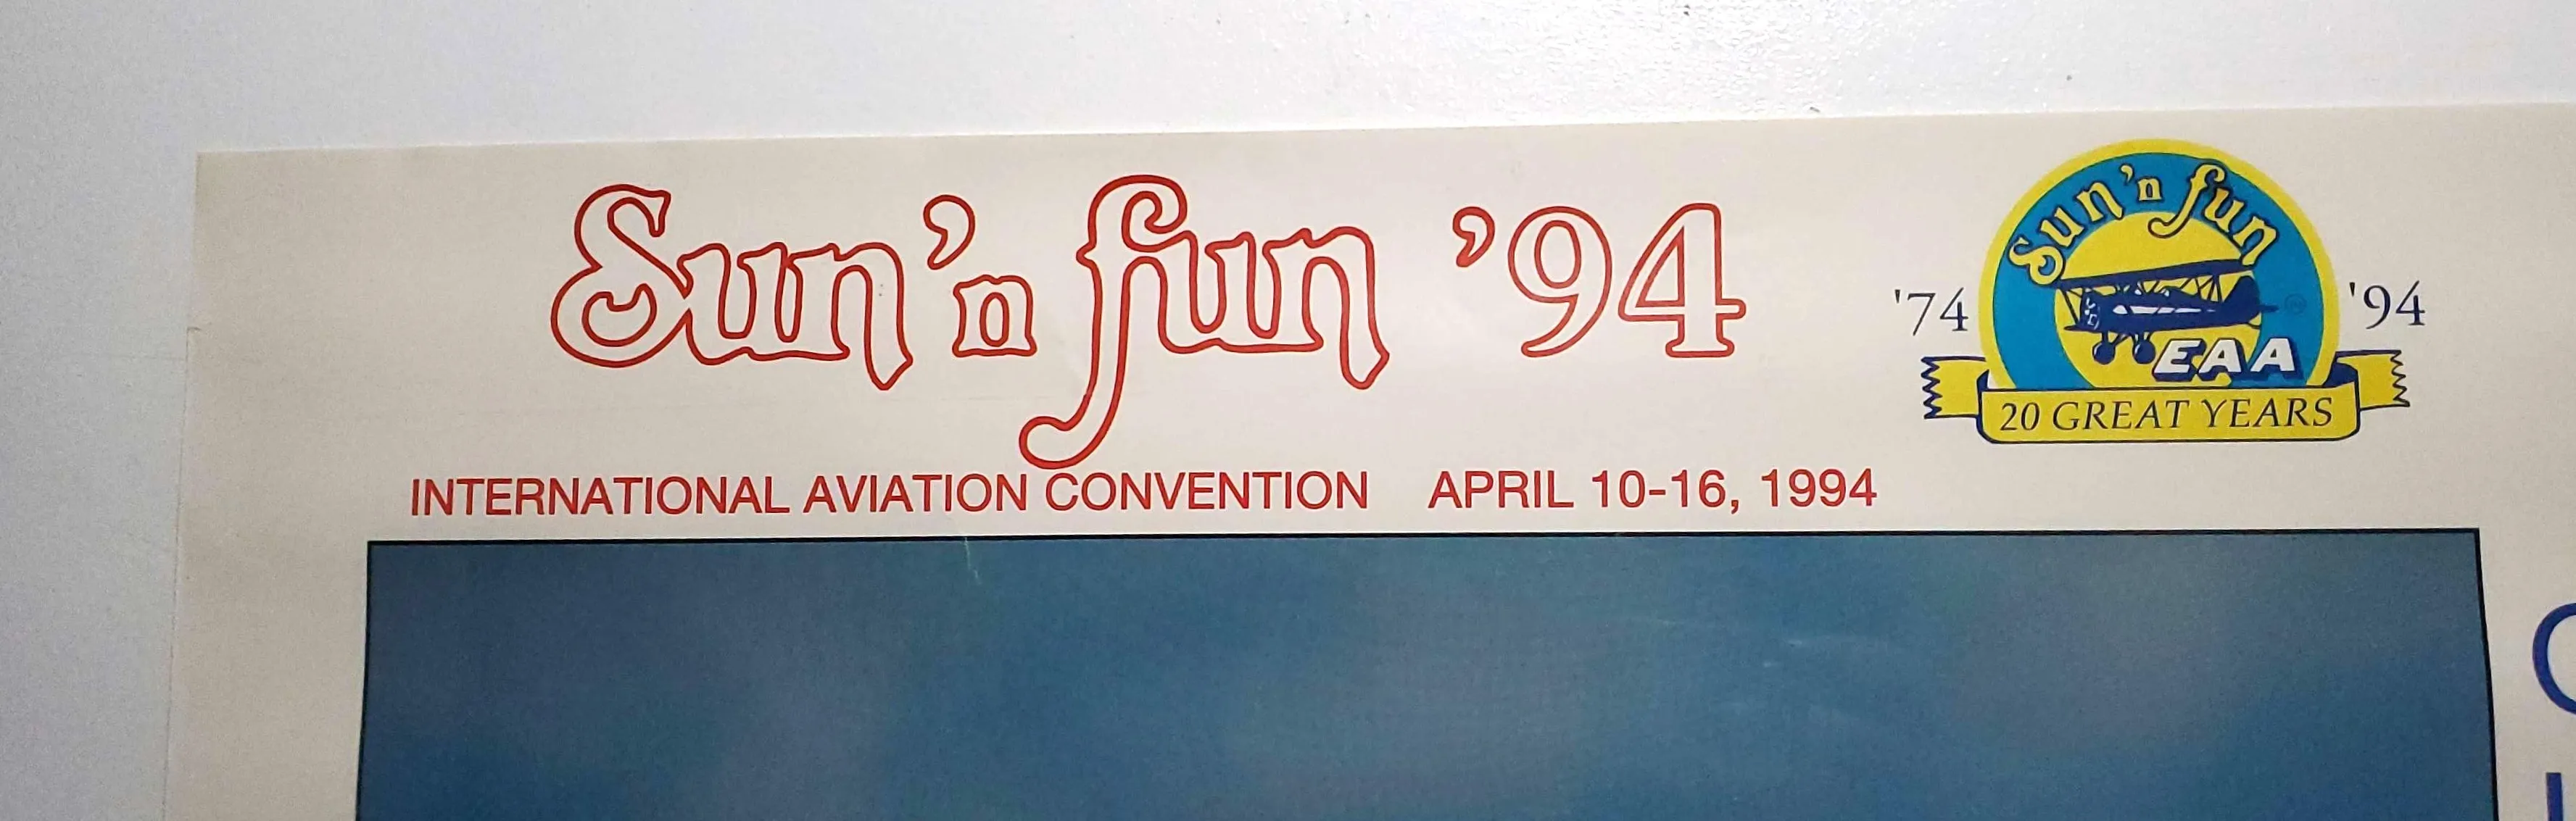 Sun 'n fun '94
Sun 'n fun
'74
'94
EAA
20 GREAT YEARS
INTERNATIONAL AVIATION CONVENTION APRIL 10-16, 1994